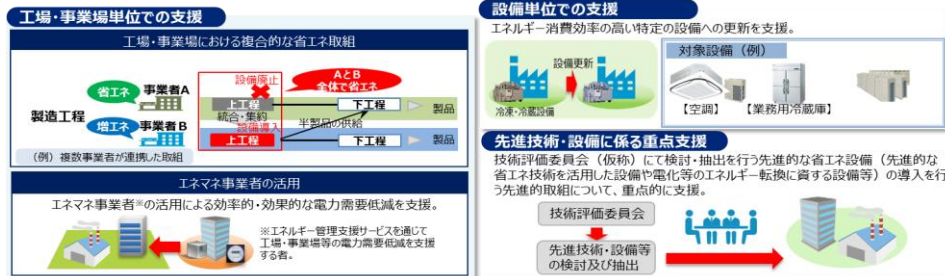 工場・事業場単位での支援
工場・事業場における複合的な省エネ取組
製造工程
省エネ
事業者A
増エネ
事業者B
設備廃止
上工程
統合・集約
設備導入
上工程
AとB
全体で省エネ
下工程
製品
半製品の供給
下工程
製品
(例)複数事業者が連携した取組
エネマネ事業者の活用
エネマネ事業者※の活用による効率的・効果的な電力需要低減を支援。
※エネルギー管理支援サービスを通じて
工場・事業場等の電力需要低減を支援
する者。
設備単位での支援
エネルギー消費効率の高い特定の設備への更新を支援。
設備更新
冷凍・冷蔵設備
対象設備(例)
【空調】
【業務用冷蔵庫】
先進技術・設備に係る重点支援
技術評価委員会(仮称)にて検討・抽出を行う先進的な省エネ設備(先進的な
省エネ技術を活用した設備や電化等のエネルギー転換に資する設備等)の導入を行
う先進的取組について、重点的に支援。
技術評価委員会
先進技術・設備等
の検討及び抽出